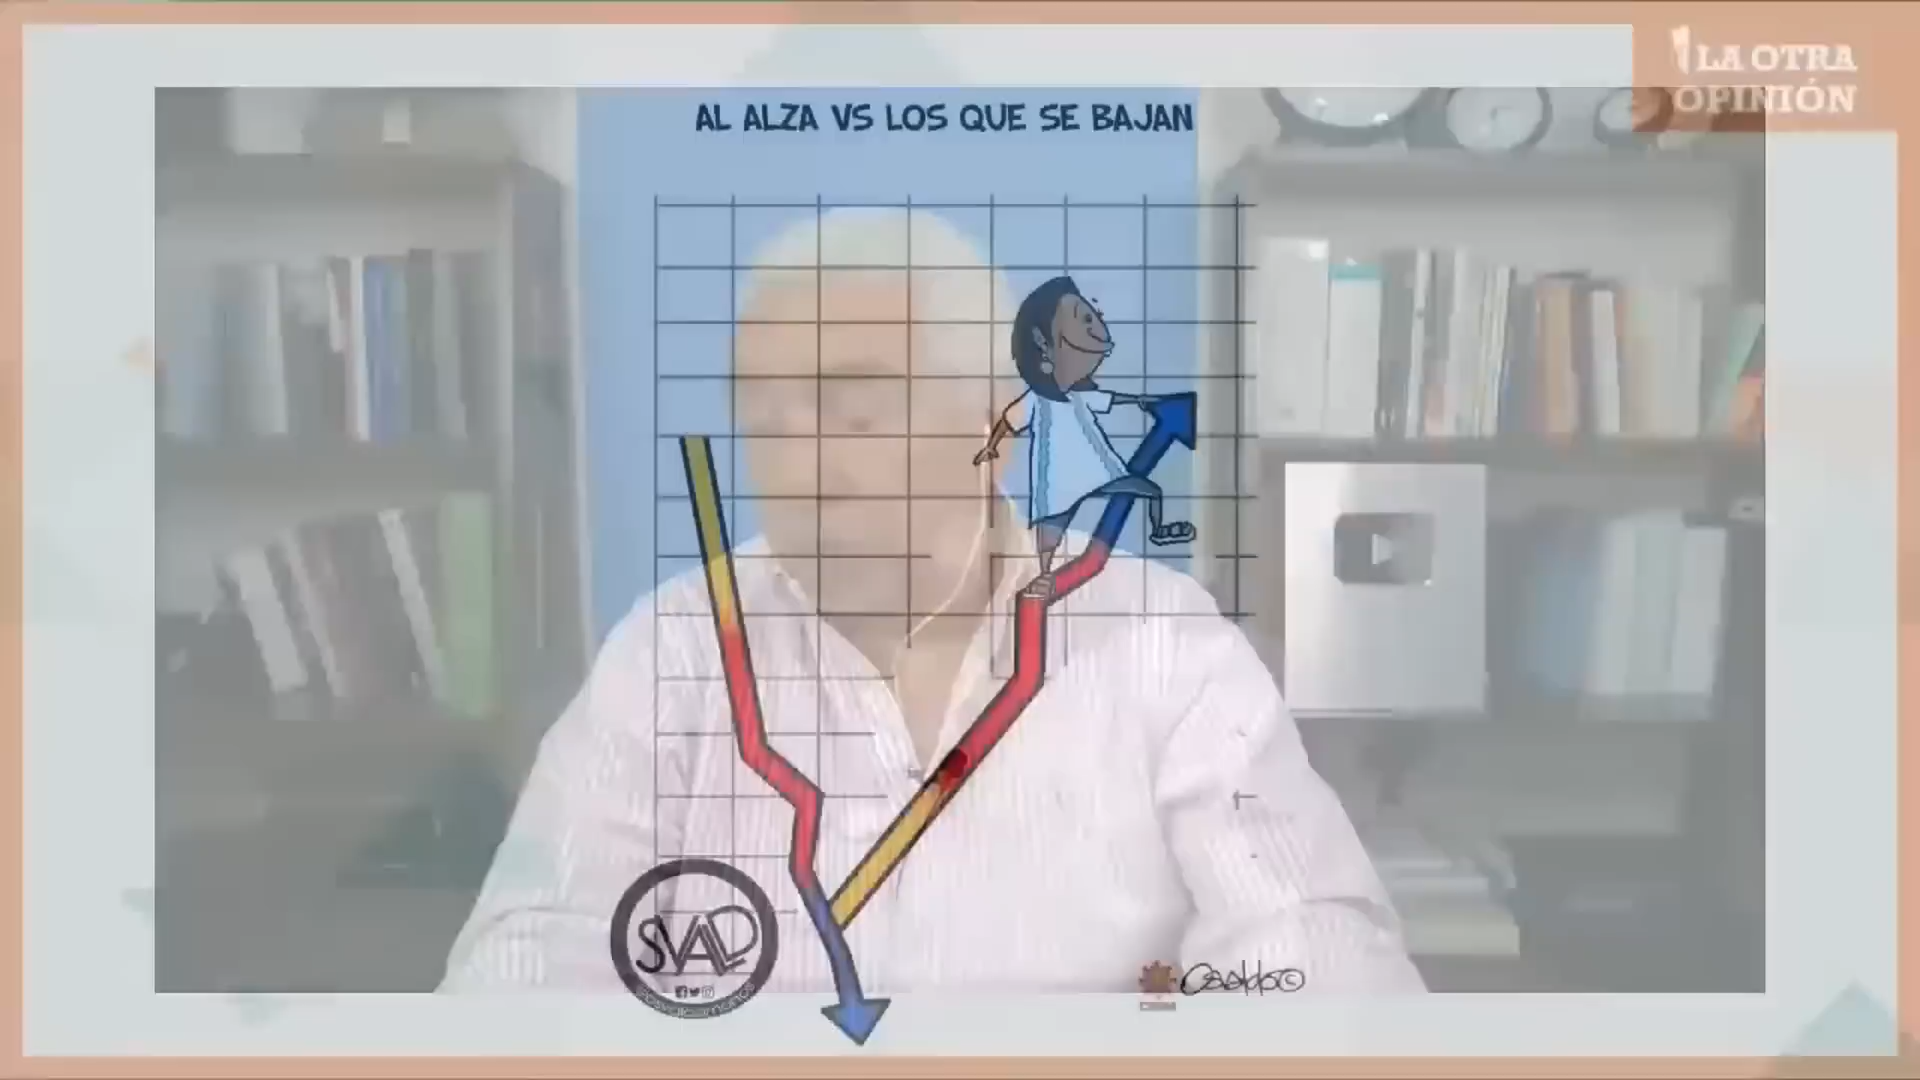 LA OTRA
OPINIÓN
AL ALZA VS LOS QUE SE BAJAN
SVALD